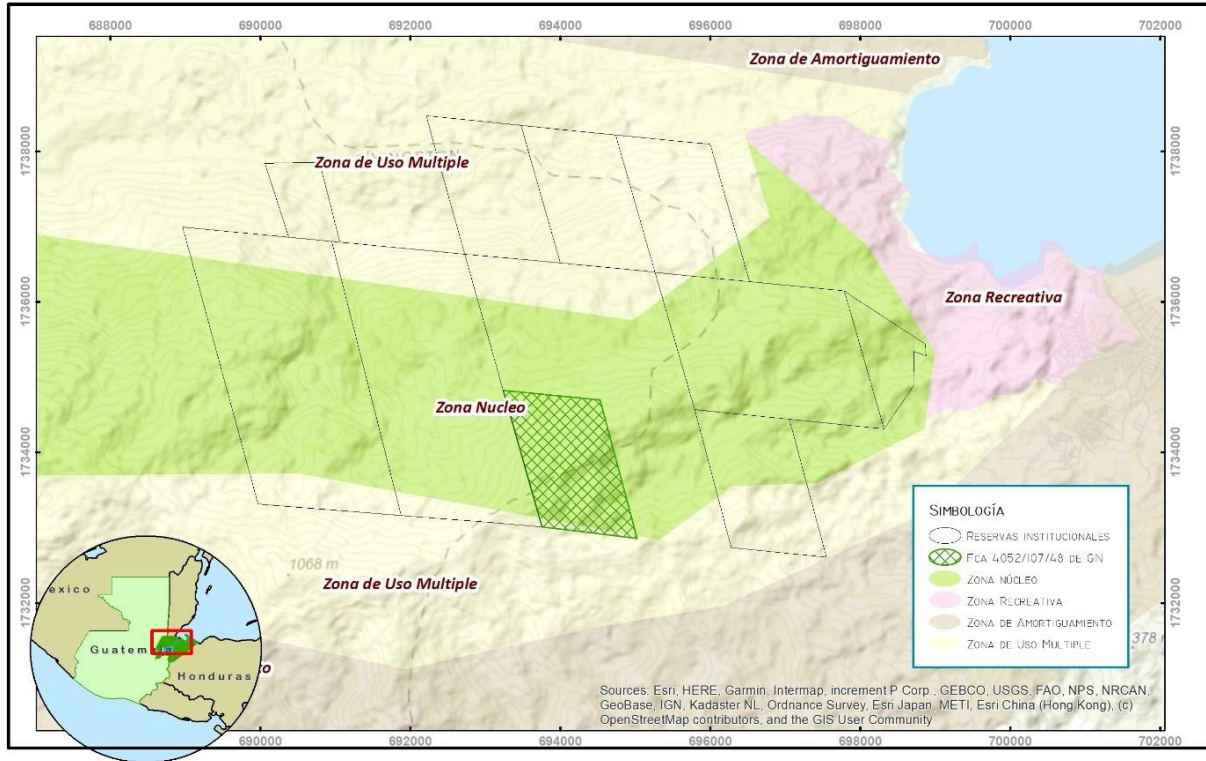 688000
690000
692000
694000
696000
698000
700000
702000
Zona de Amortiguamiento
1738000
1738000
Zona de Uso Multiple
1736000
1736000
Zona Recreativa
Zona Nucleo
1734000
1734000
SIMBOLOGÍA
RESERVAS INSTITUCIONALES
FCA 4052/107/48 DE GN
ZONA NÚCLEO
ZONA RECREATIVA
ZONA DE AMORTIGUAMIENTO
ZONA DE USO MULTIPLE
1068 m
Zona de Uso Multiple
1732000
1732000
378 m
exico
Guatemala
Honduras
Sources: Esri, HERE, Garmin, Intermap, increment P Corp., GEBCO, USGS, FAO, NPS, NRCAN,
GeoBase, IGN, Kadaster NL, Ordnance Survey, Esri Japan, METI, Esri China (Hong Kong), (c)
OpenStreetMap contributors, and the GIS User Community
690000
692000
694000
696000
698000
700000
702000